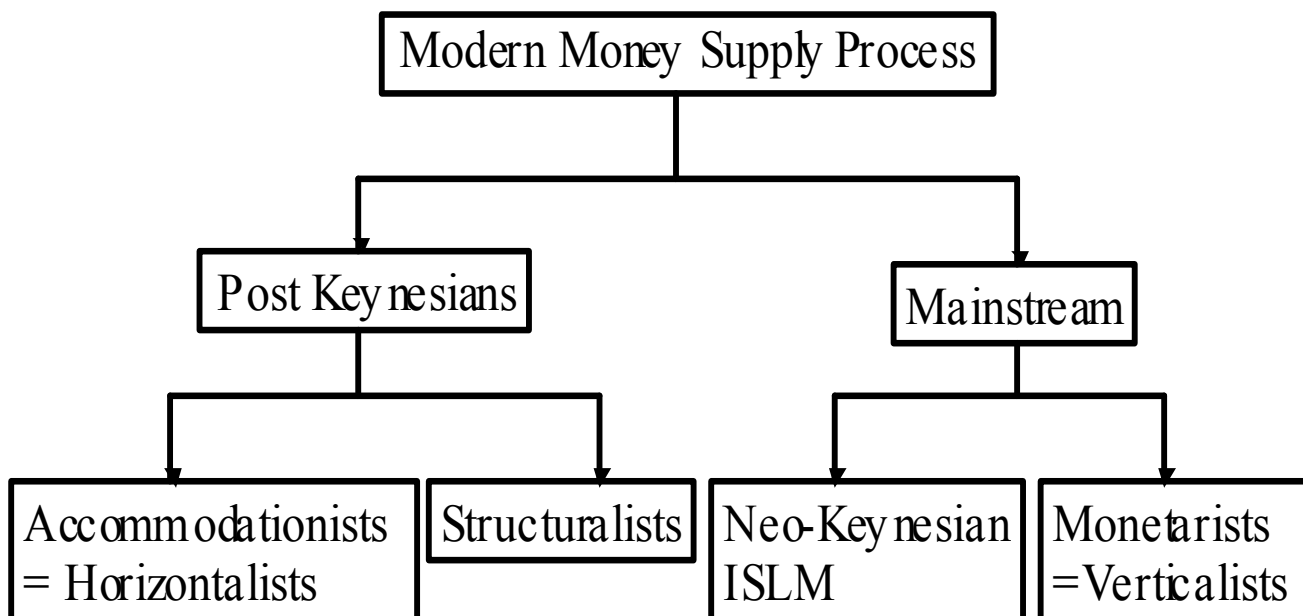 Modern Money Supply Process
Post Keynesians
Mainstream
Accommodationists
= Horizontalists
Structuralists
Neo-Keynesian
ISLM
Monetarists
=Verticalists